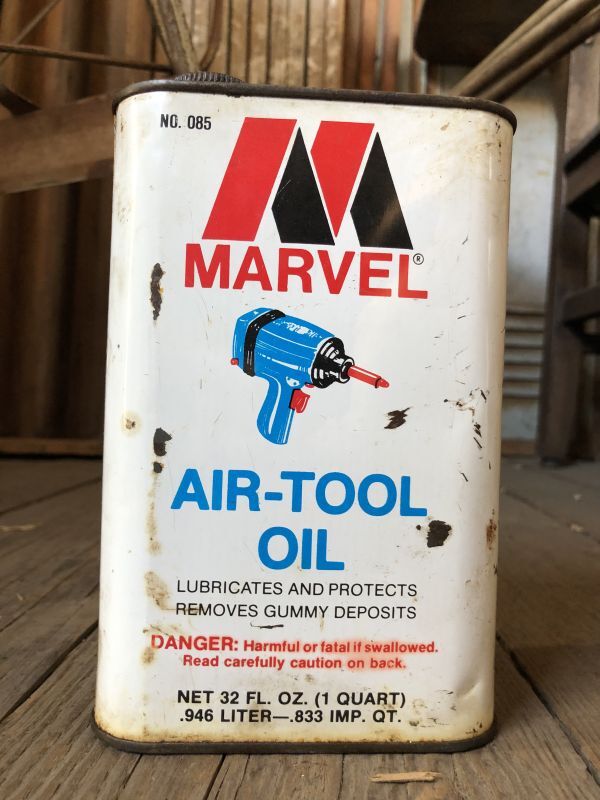 NO. 085
MARVEL®
AIR-TOOL
OIL
LUBRICATES AND PROTECTS
REMOVES GUMMY DEPOSITS
DANGER: Harmful or fatal if swallowed.
Read carefully caution on back.
NET 32 FL. OZ. (1 QUART)
.946 LITER—.833 IMP. QT.